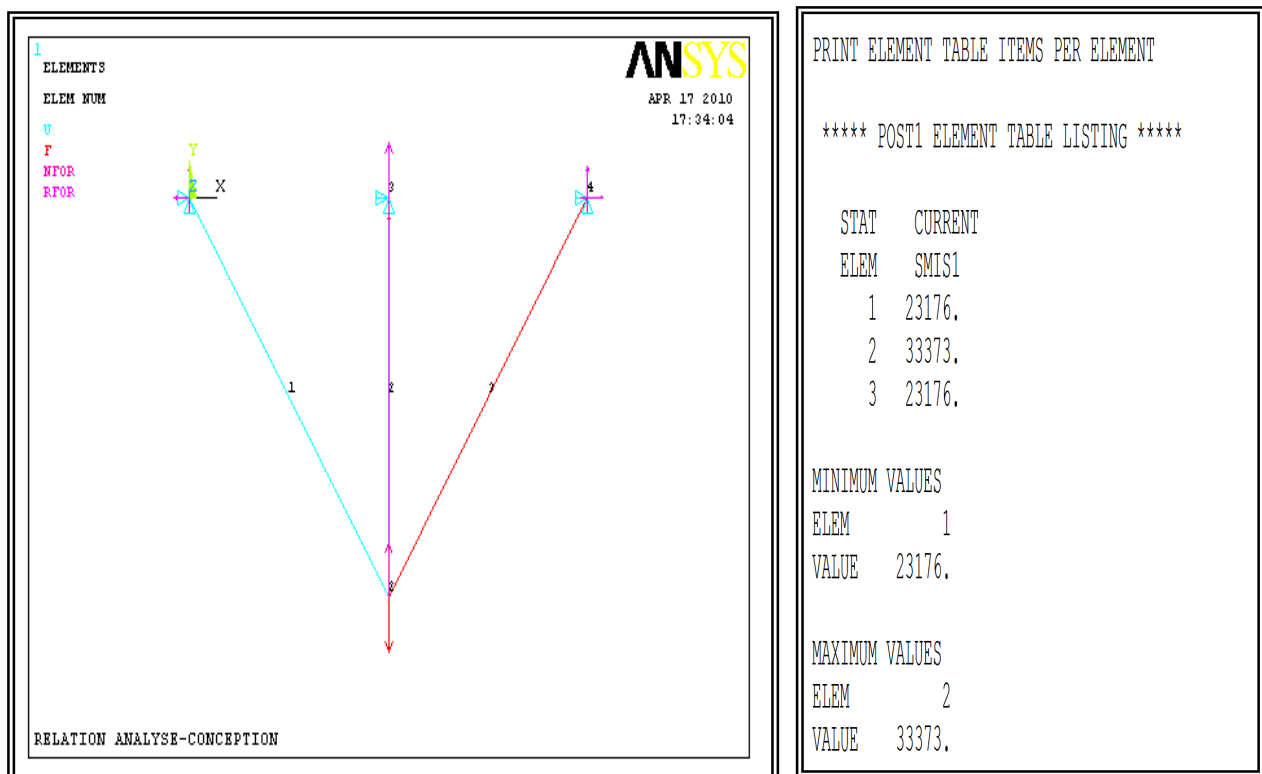 1
ELEMENTS
ELEM NUM
U
F
NFOR
RFOR
ANSYS
APR 17 2010
17:34:04
Y
Z X
3
4
1
2
3
2
RELATION ANALYSE-CONCEPTION
PRINT ELEMENT TABLE ITEMS PER ELEMENT
***** POST1 ELEMENT TABLE LISTING *****
STAT CURRENT
ELEM SMIS1
1 23176.
2 33373.
3 23176.
MINIMUM VALUES
ELEM 1
VALUE 23176.
MAXIMUM VALUES
ELEM 2
VALUE 33373.